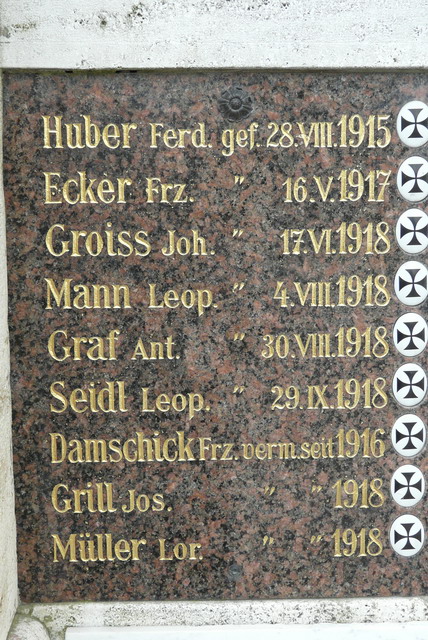 Huber Ferd. gef. 28.VIII.1915
Ecker Frz. " 16.V.1917
Groiss Joh. " 17.VI.1918
Mann Leop. " 4.VIII.1918
Graf Ant. " 30.VIII.1918
Seidl Leop. " 29.IX.1918
Damschick Frz. verm. seit 1916
Grill Jos. " " 1918
Müller Lor. " " 1918